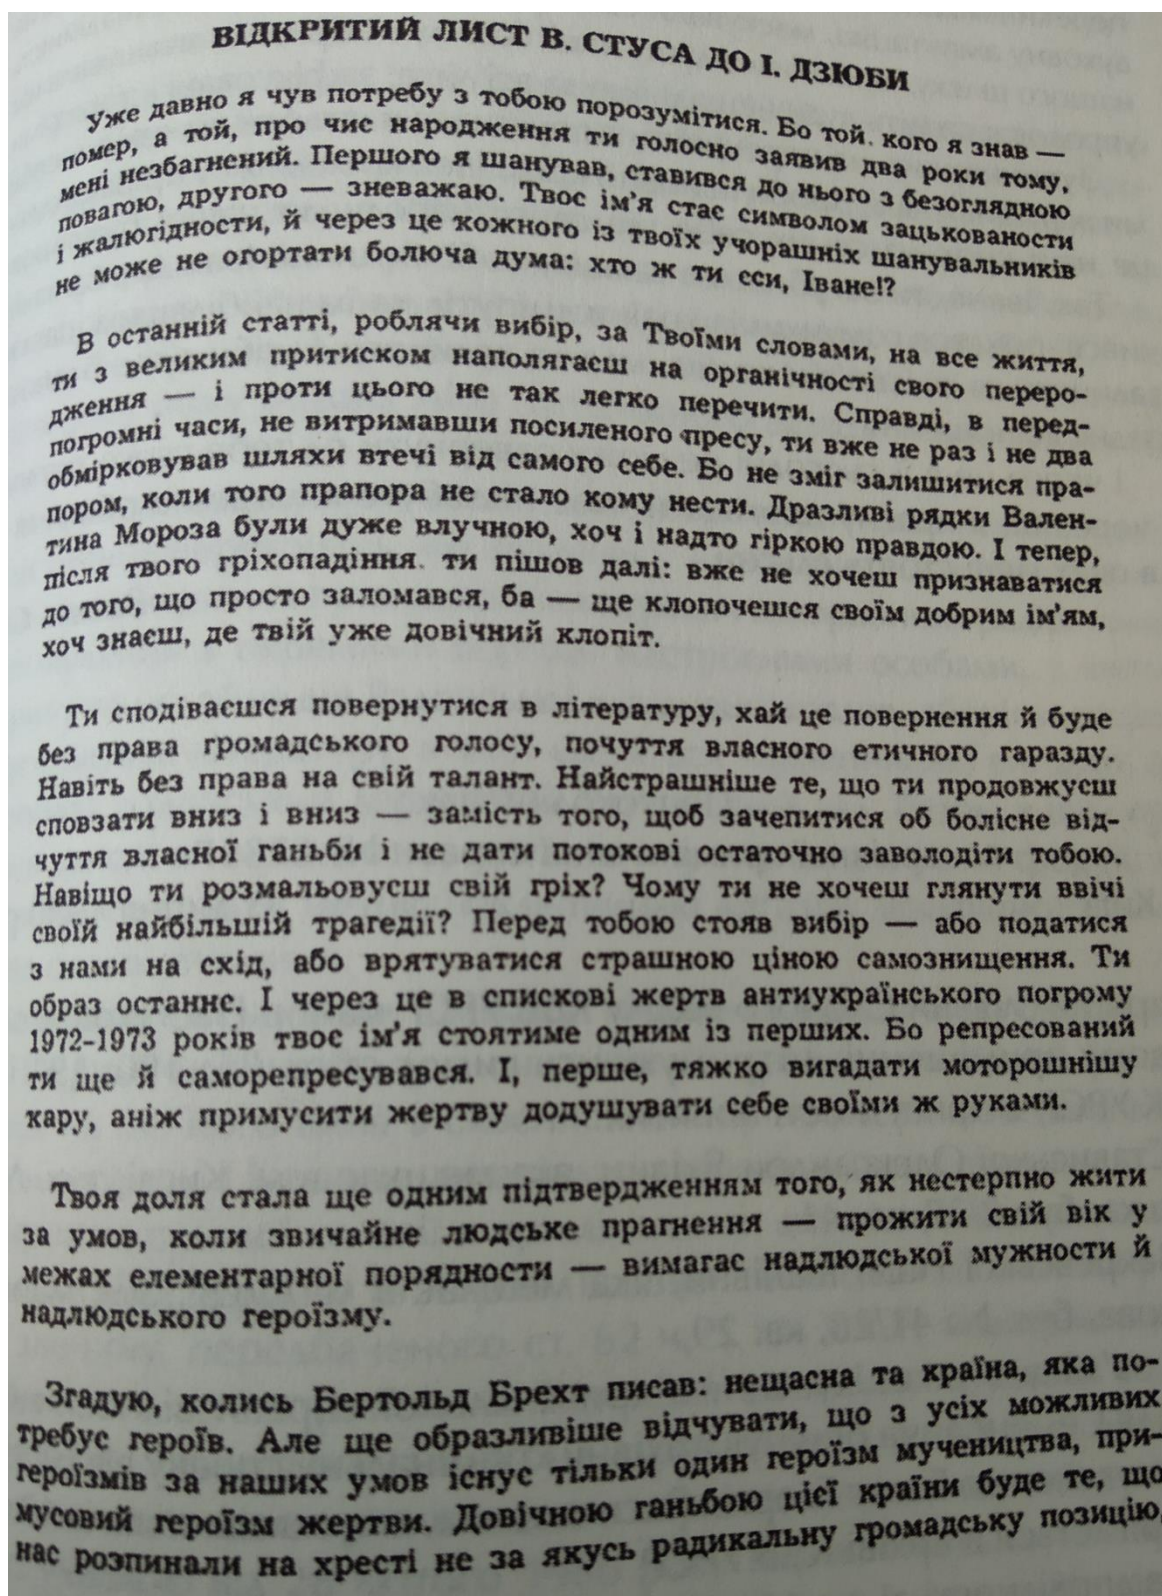 ВІДКРИТИЙ ЛИСТ В. СТУСА ДО І. ДЗЮБИ
Уже давно я чув потребу з тобою порозумітися. Бо той, кого я знав —
помер, а той, про чиє народження ти голосно заявив два роки тому,
мені незбагнений. Першого я шанував, ставився до нього з безоглядною
повагою, другого — зневажаю. Твоє ім'я стає символом зацькованости
і жалюгідности, й через це кожного із твоїх учорашніх шанувальників
не може не огортати болюча дума: хто ж ти єси, Іване!?
В останній статті, роблячи вибір, за Твоїми словами, на все життя,
ти з великим притиском наполягаєш на органічності свого переро-
дження — і проти цього не так легко перечити. Справді, в перед-
погромні часи, не витримавши посиленого пресу, ти вже не раз і не два
обмірковував шляхи втечі від самого себе. Бо не зміг залишитися пра-
пором, коли того прапора не стало кому нести. Дразливі рядки Вален-
тина Мороза були дуже влучною, хоч і надто гіркою правдою. І тепер,
після твого гріхопадіння, ти пішов далі: вже не хочеш признаватися
до того, що просто заломався, ба — ще клопочешся своїм добрим ім'ям,
хоч знаєш, де твій уже довічний клопіт.
Ти сподіваєшся повернутися в літературу, хай це повернення й буде
без права громадського голосу, почуття власного етичного гаразду.
Навіть без права на свій талант. Найстрашніше те, що ти продовжуєш
сповзати вниз і вниз — замість того, щоб зачепитися об болісне від-
чуття власної ганьби і не дати потокові остаточно заволодіти тобою.
Навіщо ти розмальовуєш свій гріх? Чому ти не хочеш глянути ввічі
своїй найбільшій трагедії? Перед тобою стояв вибір — або податися
з нами на схід, або врятуватися страшною ціною самознищення. Ти
обрав останнє. І через це в спискові жертв антиукраїнського погрому
1972-1973 років твоє ім'я стоятиме одним із перших. Бо репресований
ти ще й саморепресувався. І, перше, тяжко вигадати моторошнішу
кару, аніж примусити жертву додушувати себе своїми ж руками.
Твоя доля стала ще одним підтвердженням того, як нестерпно жити
за умов, коли звичайне людське прагнення — прожити свій вік у
межах елементарної порядности — вимагає надлюдської мужности й
надлюдського героїзму.
Згадую, колись Бертольд Брехт писав: нещасна та країна, яка по-
требує героїв. Але ще образливіше відчувати, що з усіх можливих
героїзмів за наших умов існує тільки один героїзм мучеництва, при-
мусовий героїзм жертви. Довічною ганьбою цієї країни буде те, що
нас розпинали на хресті не за якусь радикальну громадську позицію,